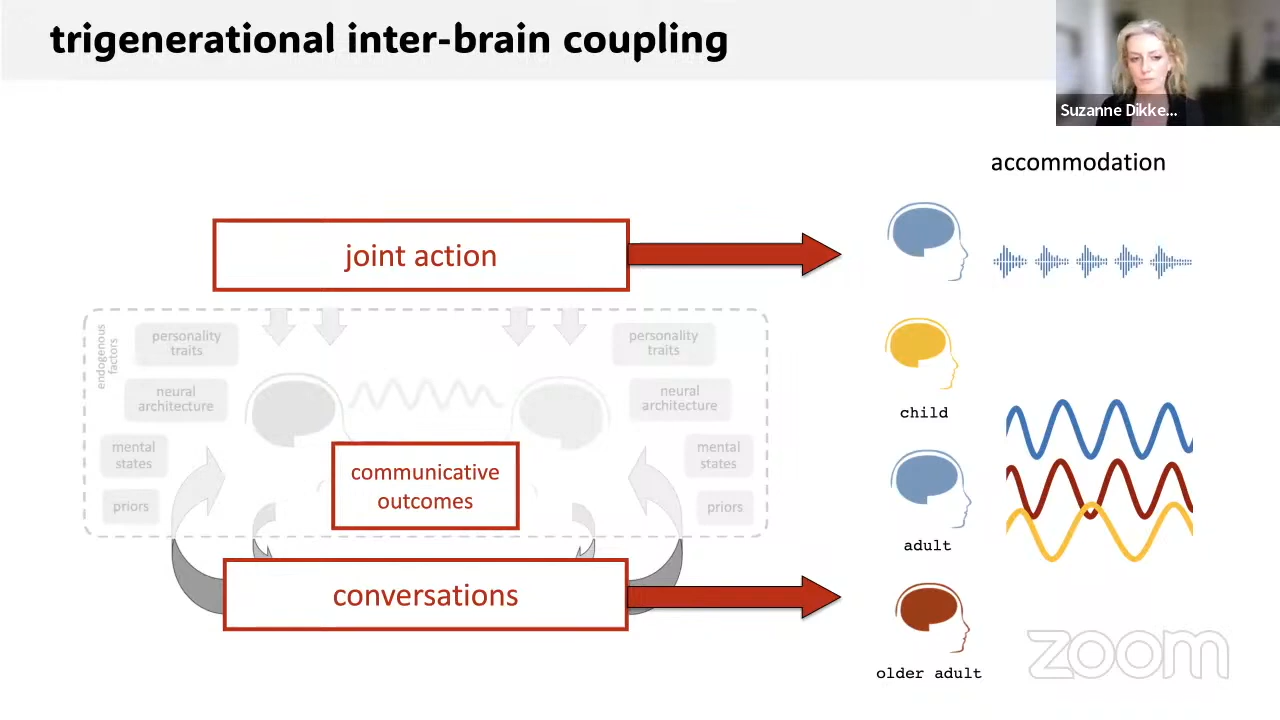 trigenerational inter-brain coupling
Suzanne Dikke...
accommodation
joint action
endogenous
factors
personality
traits
personality
traits
neural
architecture
neural
architecture
child
mental
states
communicative
outcomes
mental
states
priors
priors
adult
conversations
older adult
zoom